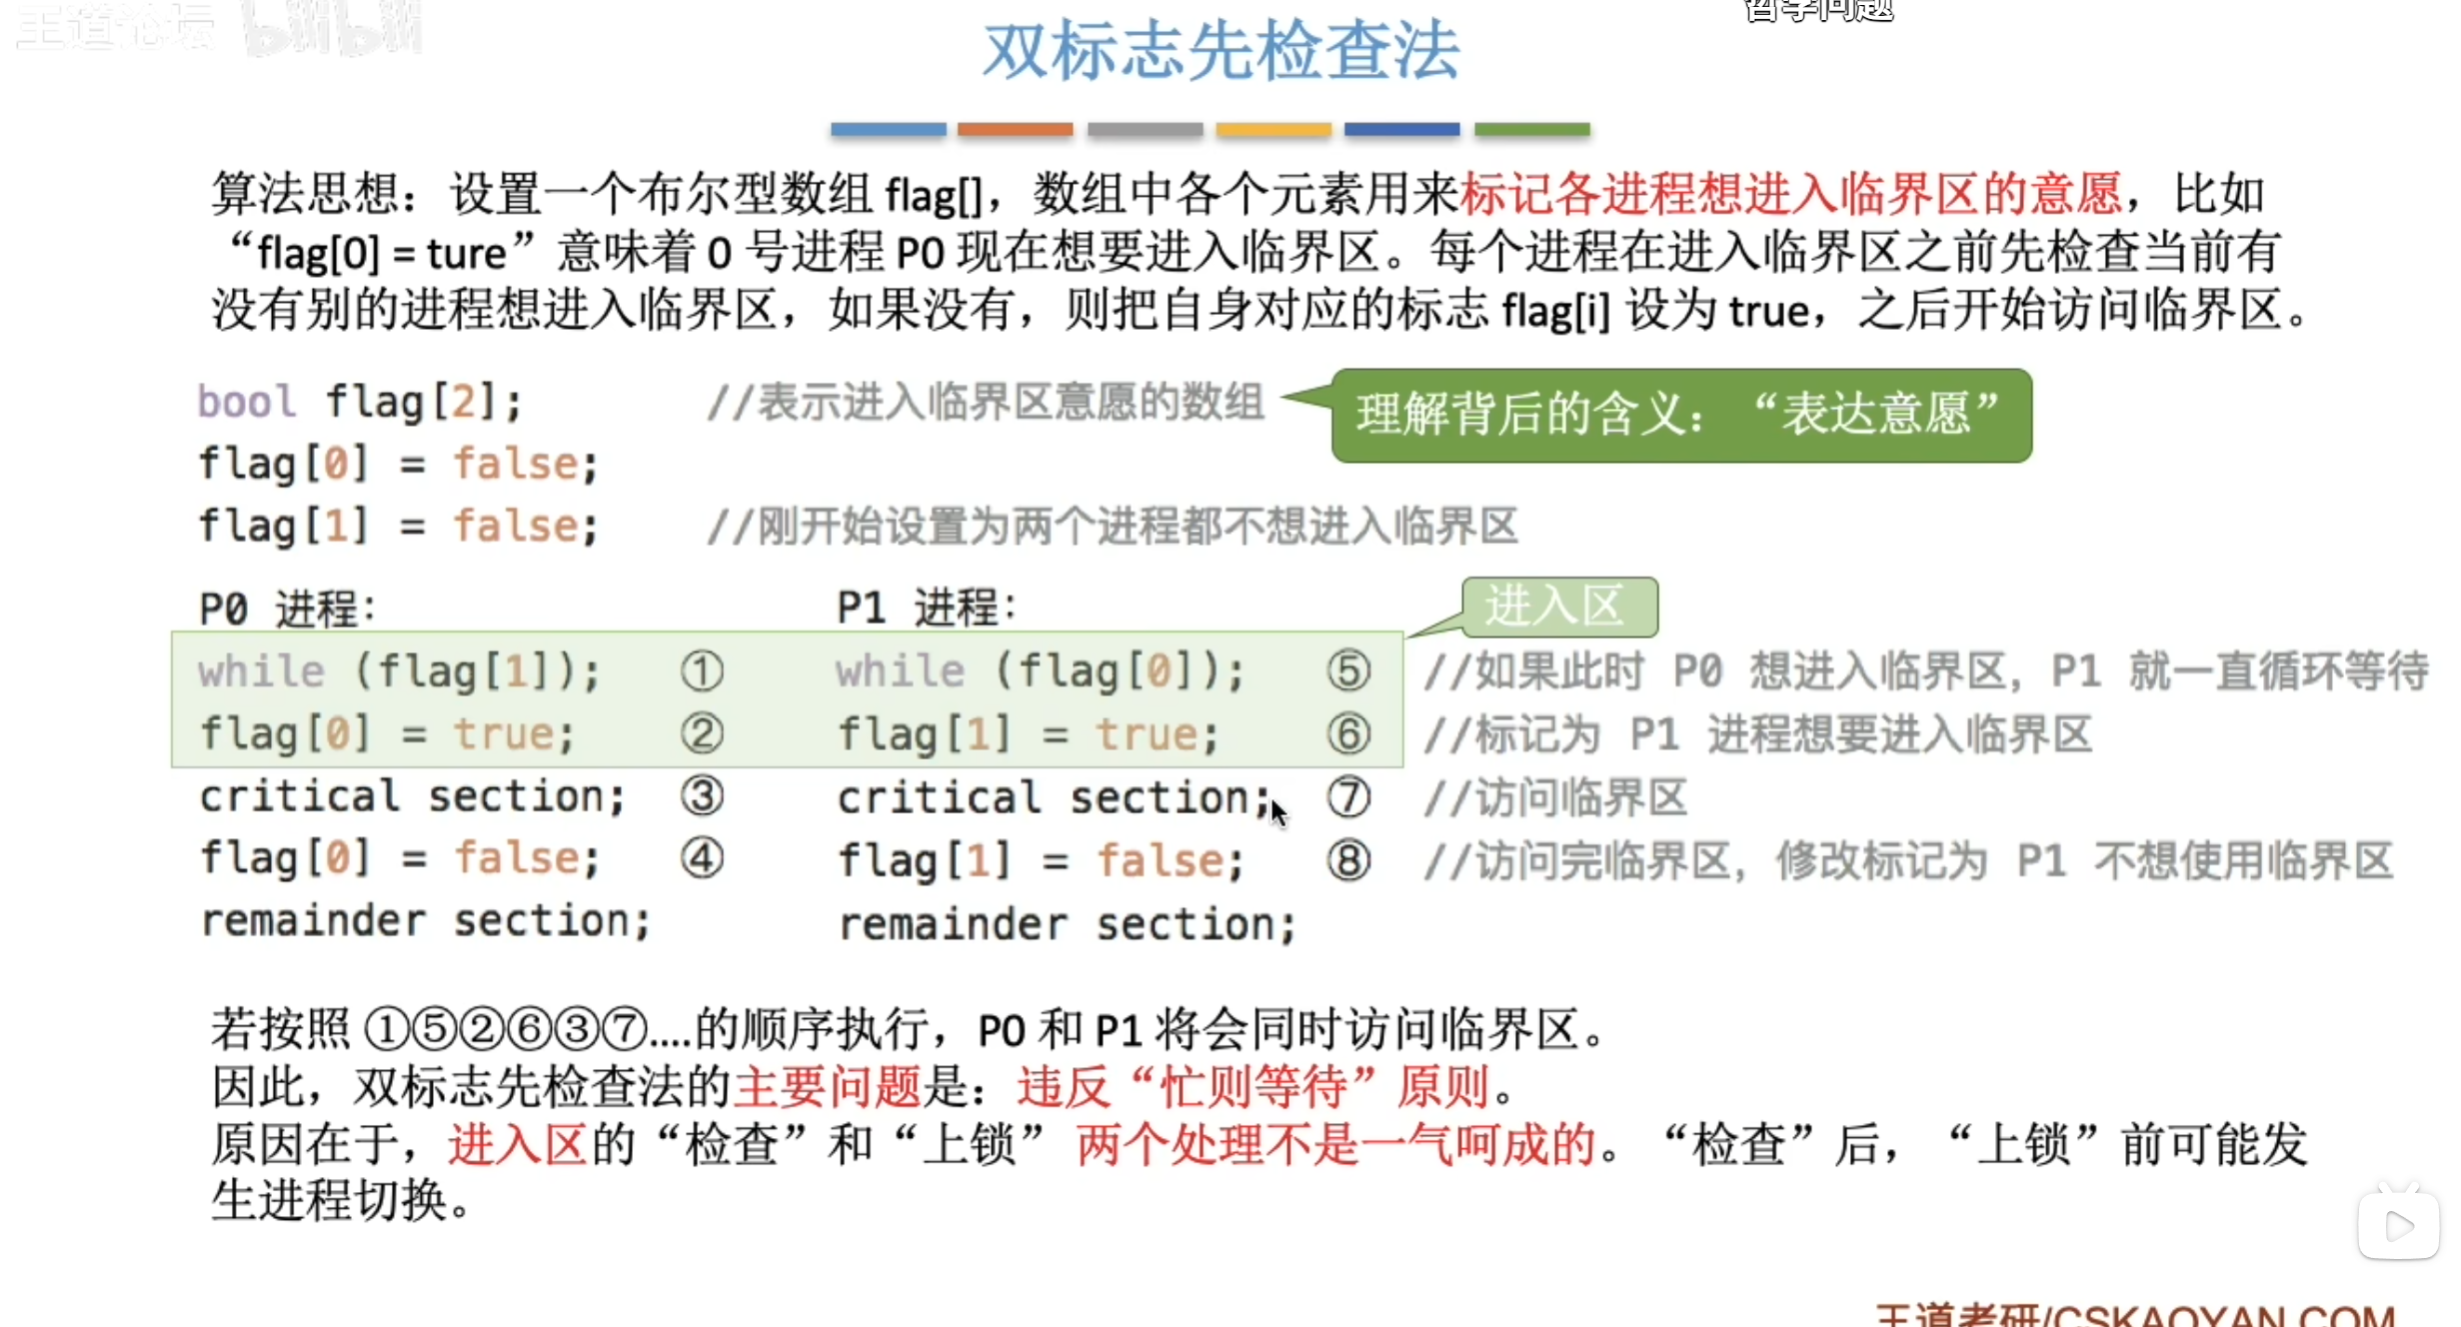 王道论坛 bilibili
哲学问题
双标志先检查法
算法思想：设置一个布尔型数组 flag[]，数组中各个元素用来标记各进程想进入临界区的意愿，比如
“flag[0] = ture”意味着 0 号进程 P0 现在想要进入临界区。每个进程在进入临界区之前先检查当前有
没有别的进程想进入临界区，如果没有，则把自身对应的标志 flag[i] 设为 true，之后开始访问临界区。
bool flag[2]; //表示进入临界区意愿的数组
理解背后的含义：“表达意愿”
flag[0] = false;
flag[1] = false; //刚开始设置为两个进程都不想进入临界区
P0 进程： P1 进程：
进入区
while (flag[1]); ① while (flag[0]); ⑤ //如果此时 P0 想进入临界区，P1 就一直循环等待
flag[0] = true; ② flag[1] = true; ⑥ //标记为 P1 进程想要进入临界区
critical section; ③ critical section; ⑦ //访问临界区
flag[0] = false; ④ flag[1] = false; ⑧ //访问完临界区，修改标记为 P1 不想使用临界区
remainder section; remainder section;
若按照 ①⑤②⑥③⑦....的顺序执行，P0 和 P1 将会同时访问临界区。
因此，双标志先检查法的主要问题是：违反“忙则等待”原则。
原因在于，进入区的“检查”和“上锁” 两个处理不是一气呵成的。“检查”后，“上锁”前可能发
生进程切换。
王道考研/CSKAOYAN.COM